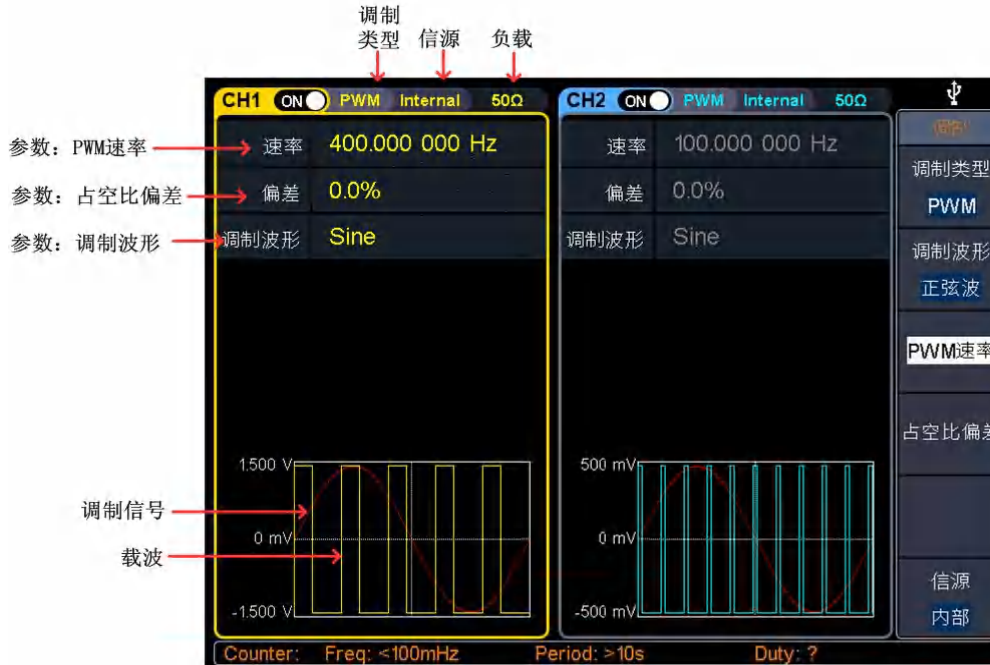 调制
类型 信源 负载
CH1 ON PWM Internal 50Ω CH2 ON PWM Internal 50Ω
参数：PWM速率 速率 400.000 000 Hz 速率 100.000 000 Hz
调制类型
参数：占空比偏差 偏差 0.0% 偏差 0.0%
PWM
参数：调制波形 调制波形 Sine 调制波形 Sine
调制波形
正弦波
PWM速率
占空比偏差
1.500 V 500 mV
调制信号
0 mV 0 mV
载波
信源
-1.500 V -500 mV
内部
Counter: Freq: <100mHz Period: >10s Duty: ?